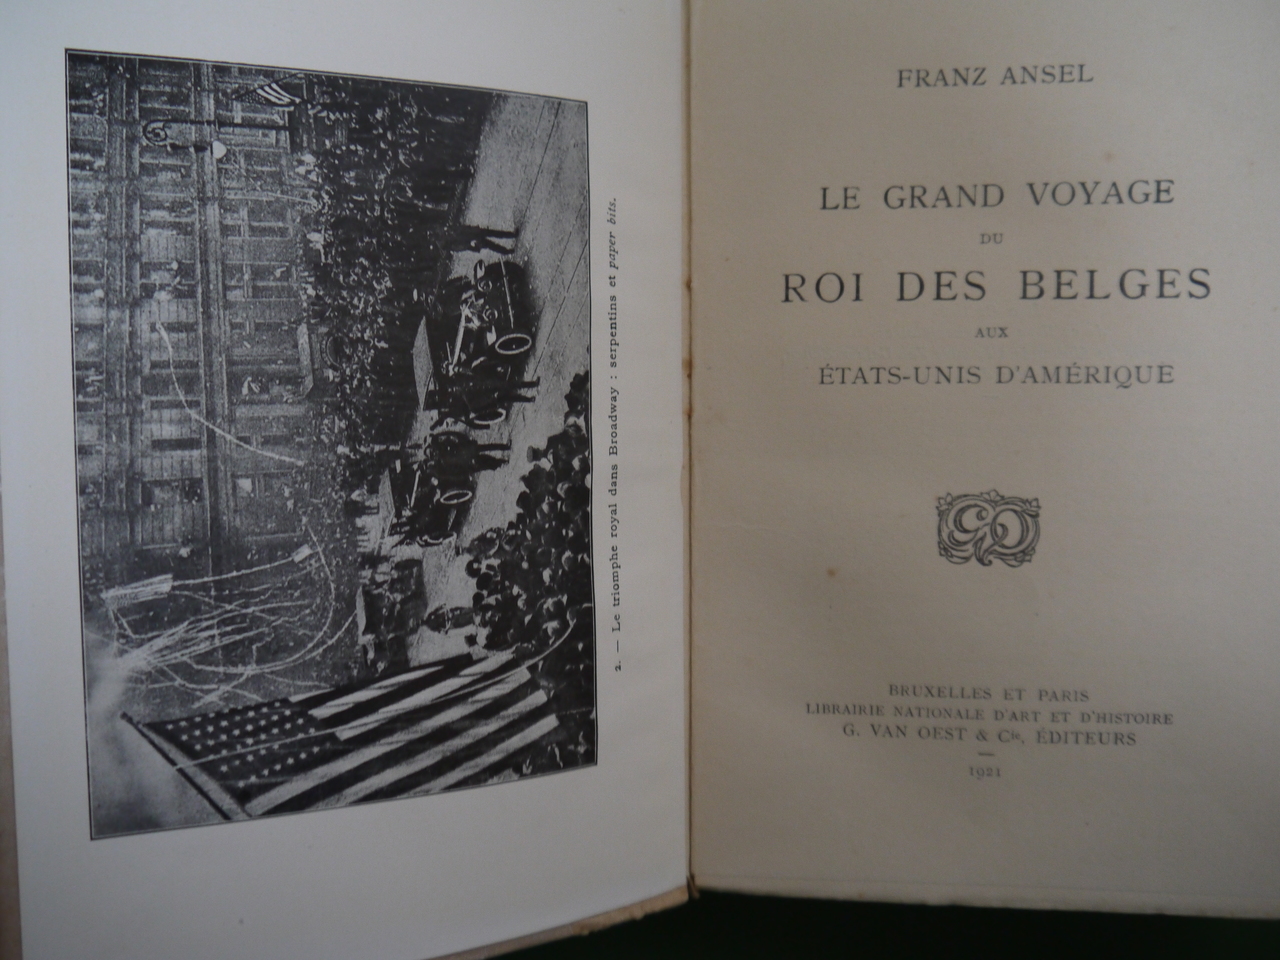 2. — Le triomphe royal dans Broadway : serpentins et paper bits.
FRANZ ANSEL
LE GRAND VOYAGE
DU
ROI DES BELGES
AUX
ÉTATS-UNIS D'AMÉRIQUE
BRUXELLES ET PARIS
LIBRAIRIE NATIONALE D'ART ET D'HISTOIRE
G. VAN OEST & Cie, ÉDITEURS
1921